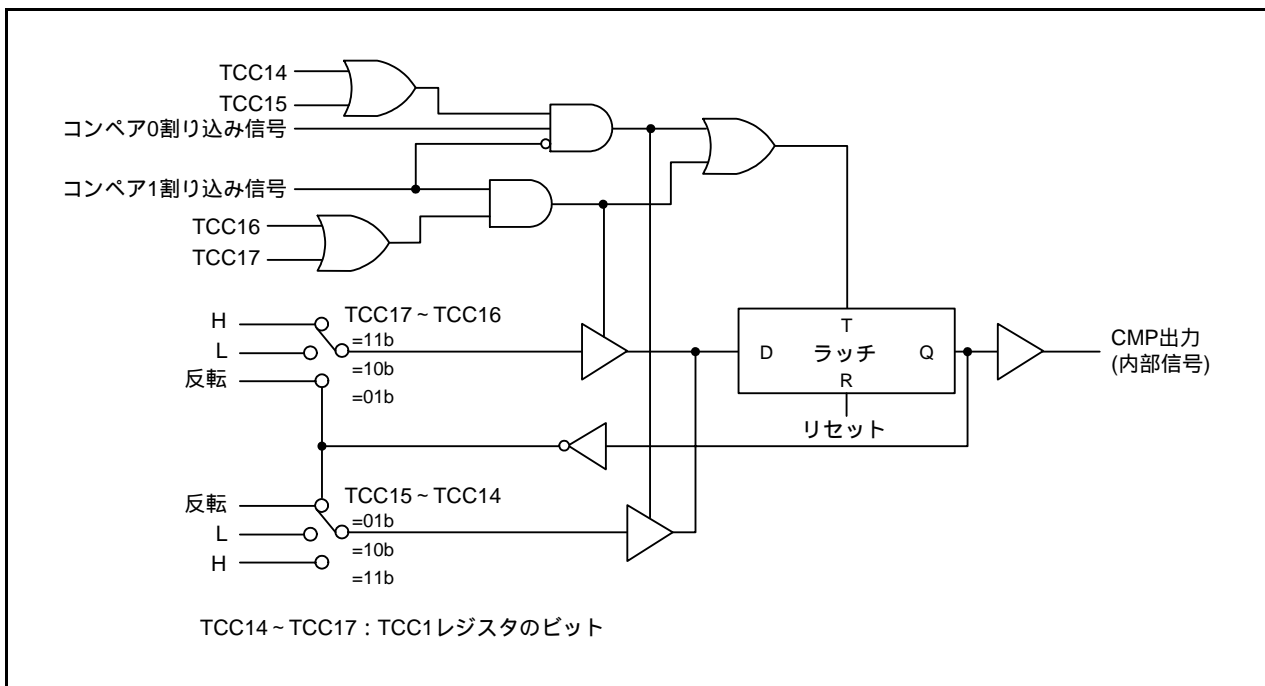 TCC14
TCC15
コンペア0割り込み信号
コンペア1割り込み信号
TCC16
TCC17
H
L
反転
TCC17~TCC16
=11b
=10b
=01b
T
D
ラッチ
Q
R
リセット
CMP出力
(内部信号)
反転
L
H
TCC15~TCC14
=01b
=10b
=11b
TCC14~TCC17:TCC1レジスタのビット